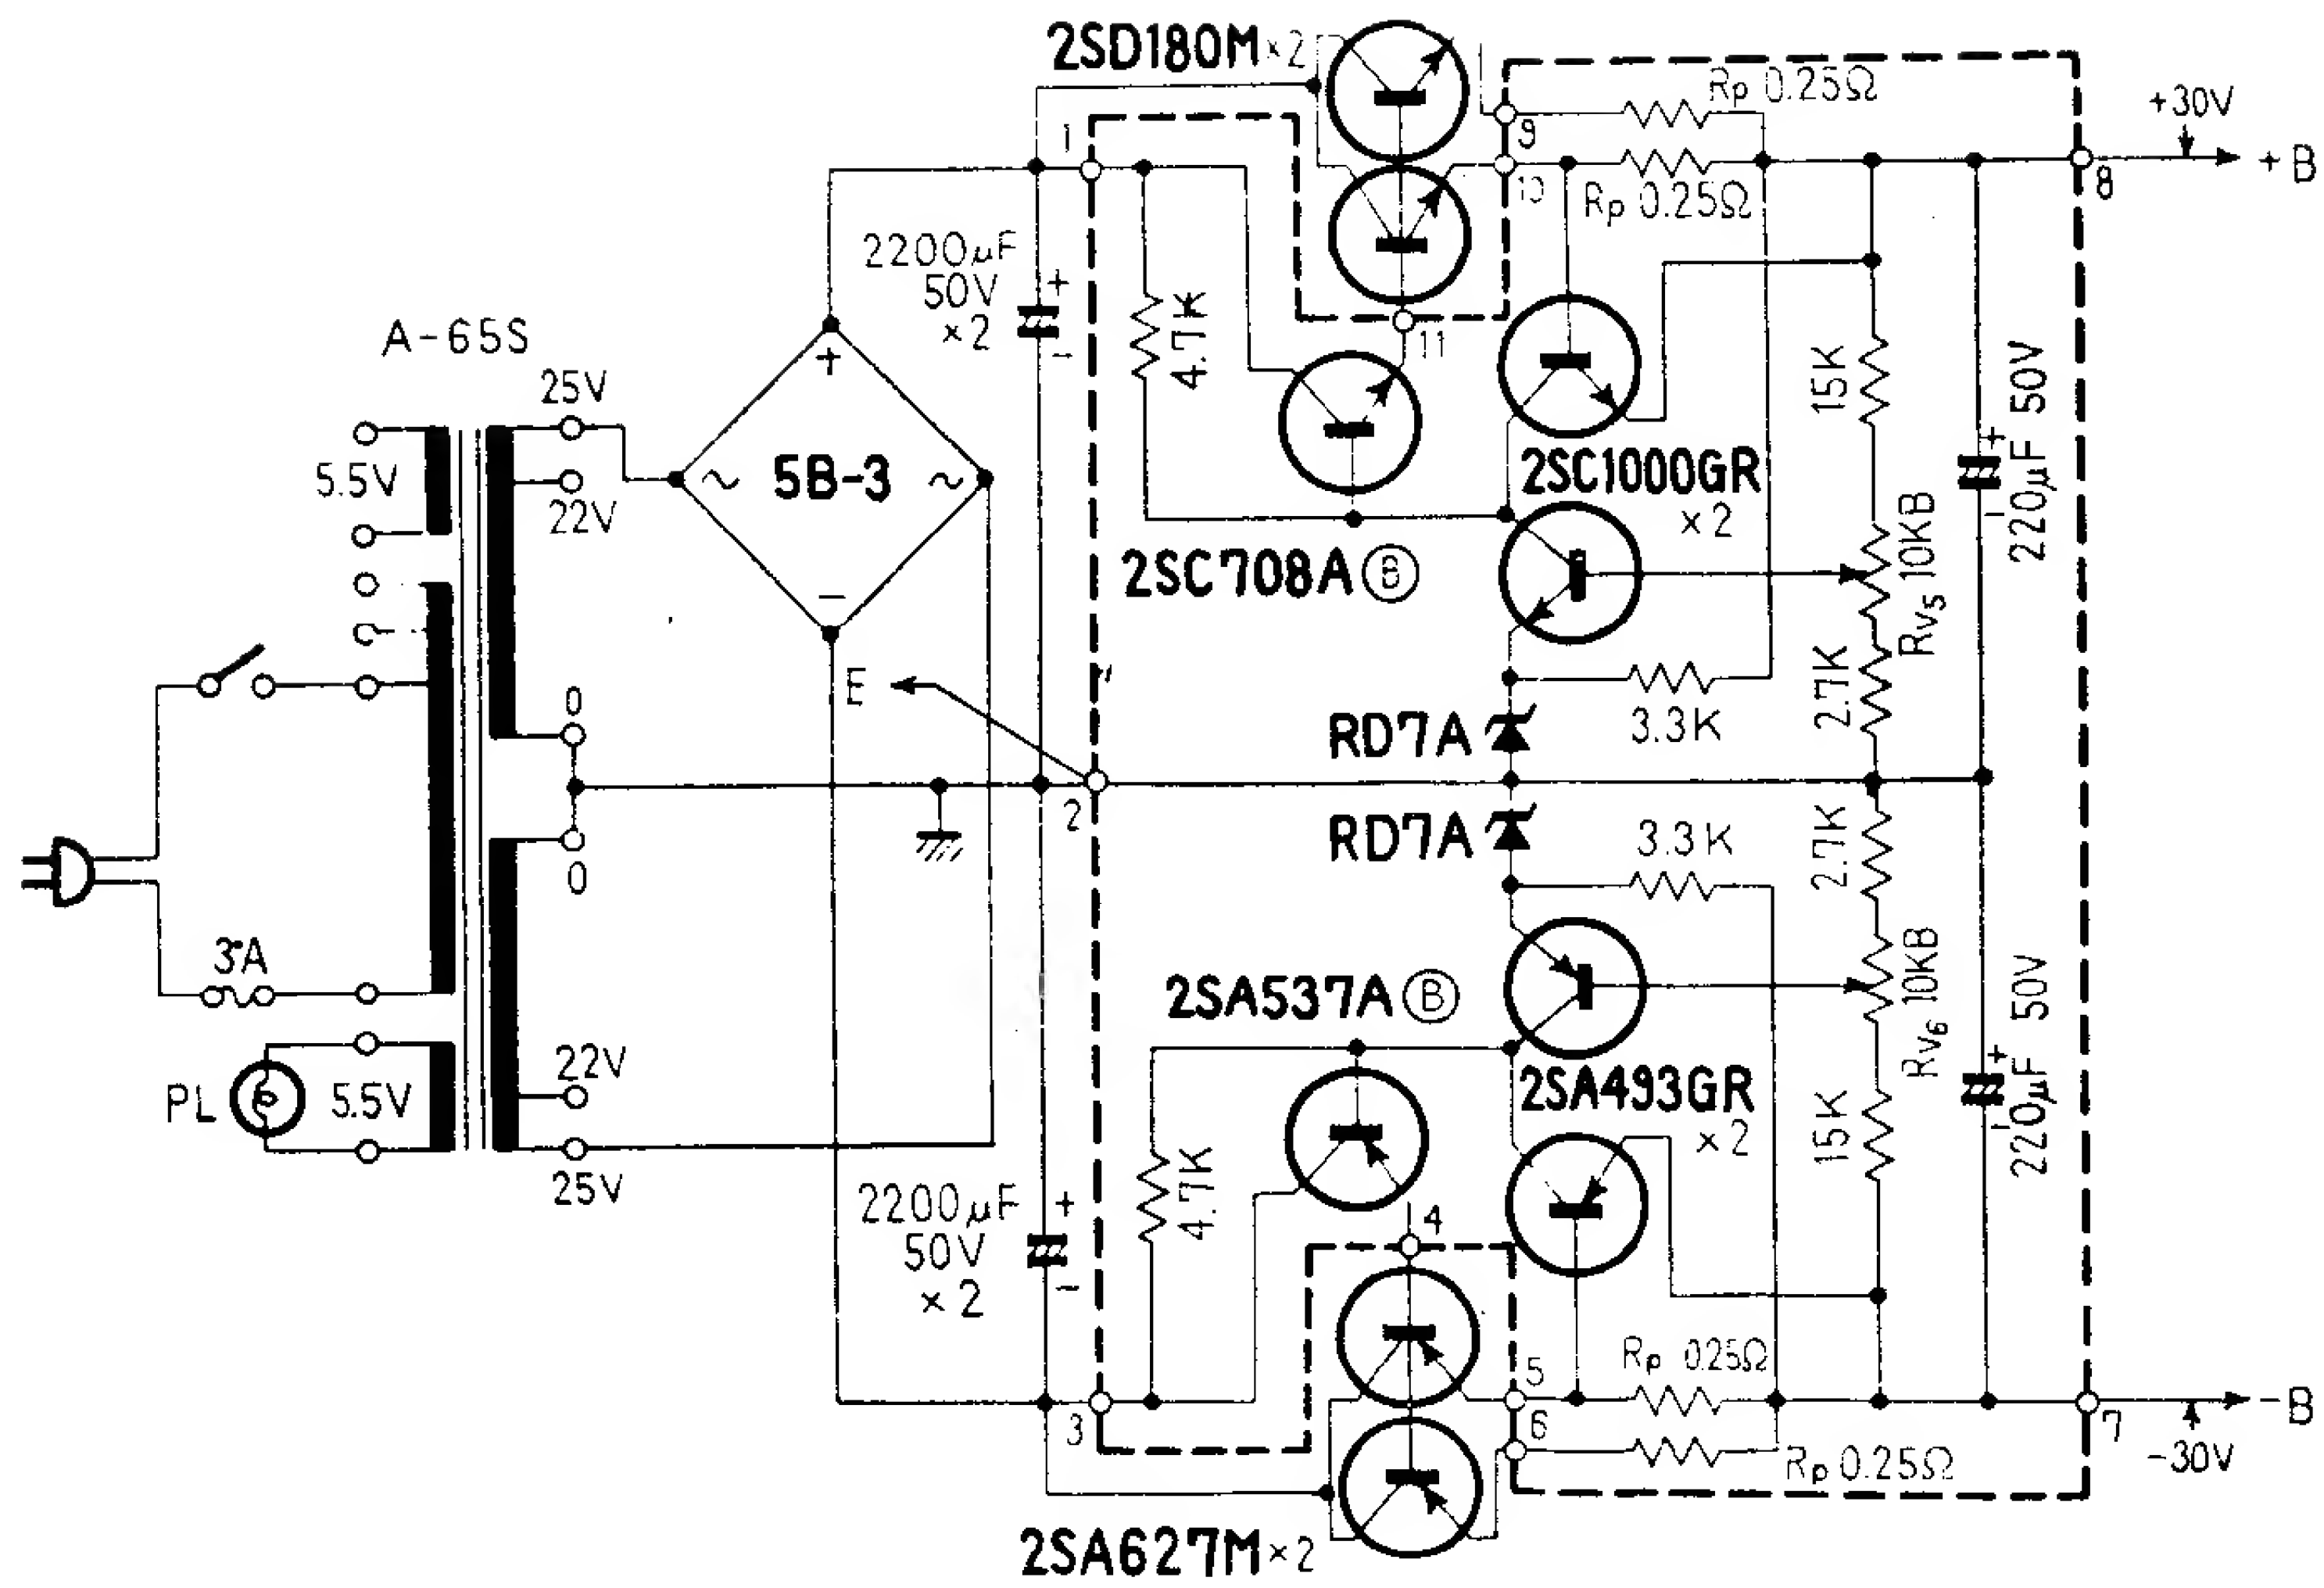 2SD180M ×2
Rp 0.25Ω
+30V
1
9
+B
10
8
Rp 0.25Ω
2200μF
50V
×2
+
-
4.7K
11
A-65S
25V
+
15K
220μF 50V
+
-
5.5V
22V
~ 5B-3 ~
2SC1000GR
×2
RV5 10KB
2SC708A Ⓑ
-
E
0
RD7A
3.3K
2.7K
2
0
RD7A
3.3K
2.7K
3A
2SA537A Ⓑ
RV6 10KB
220μF 50V
+
-
PL
5.5V
22V
2SA493GR
×2
15K
25V
2200μF
50V
×2
+
-
4.7K
4
Rp 0.25Ω
5
-B
3
6
7
Rp 0.25Ω
-30V
2SA627M ×2